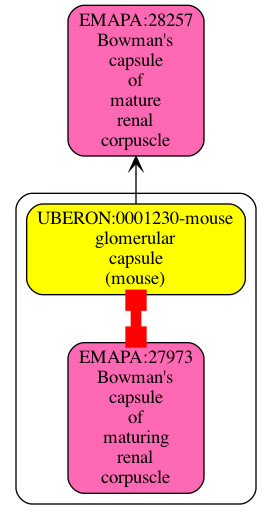 EMAPA:28257
Bowman's
capsule
of
mature
renal
corpuscle
UBERON:0001230-mouse
glomerular
capsule
(mouse)
EMAPA:27973
Bowman's
capsule
of
maturing
renal
corpuscle